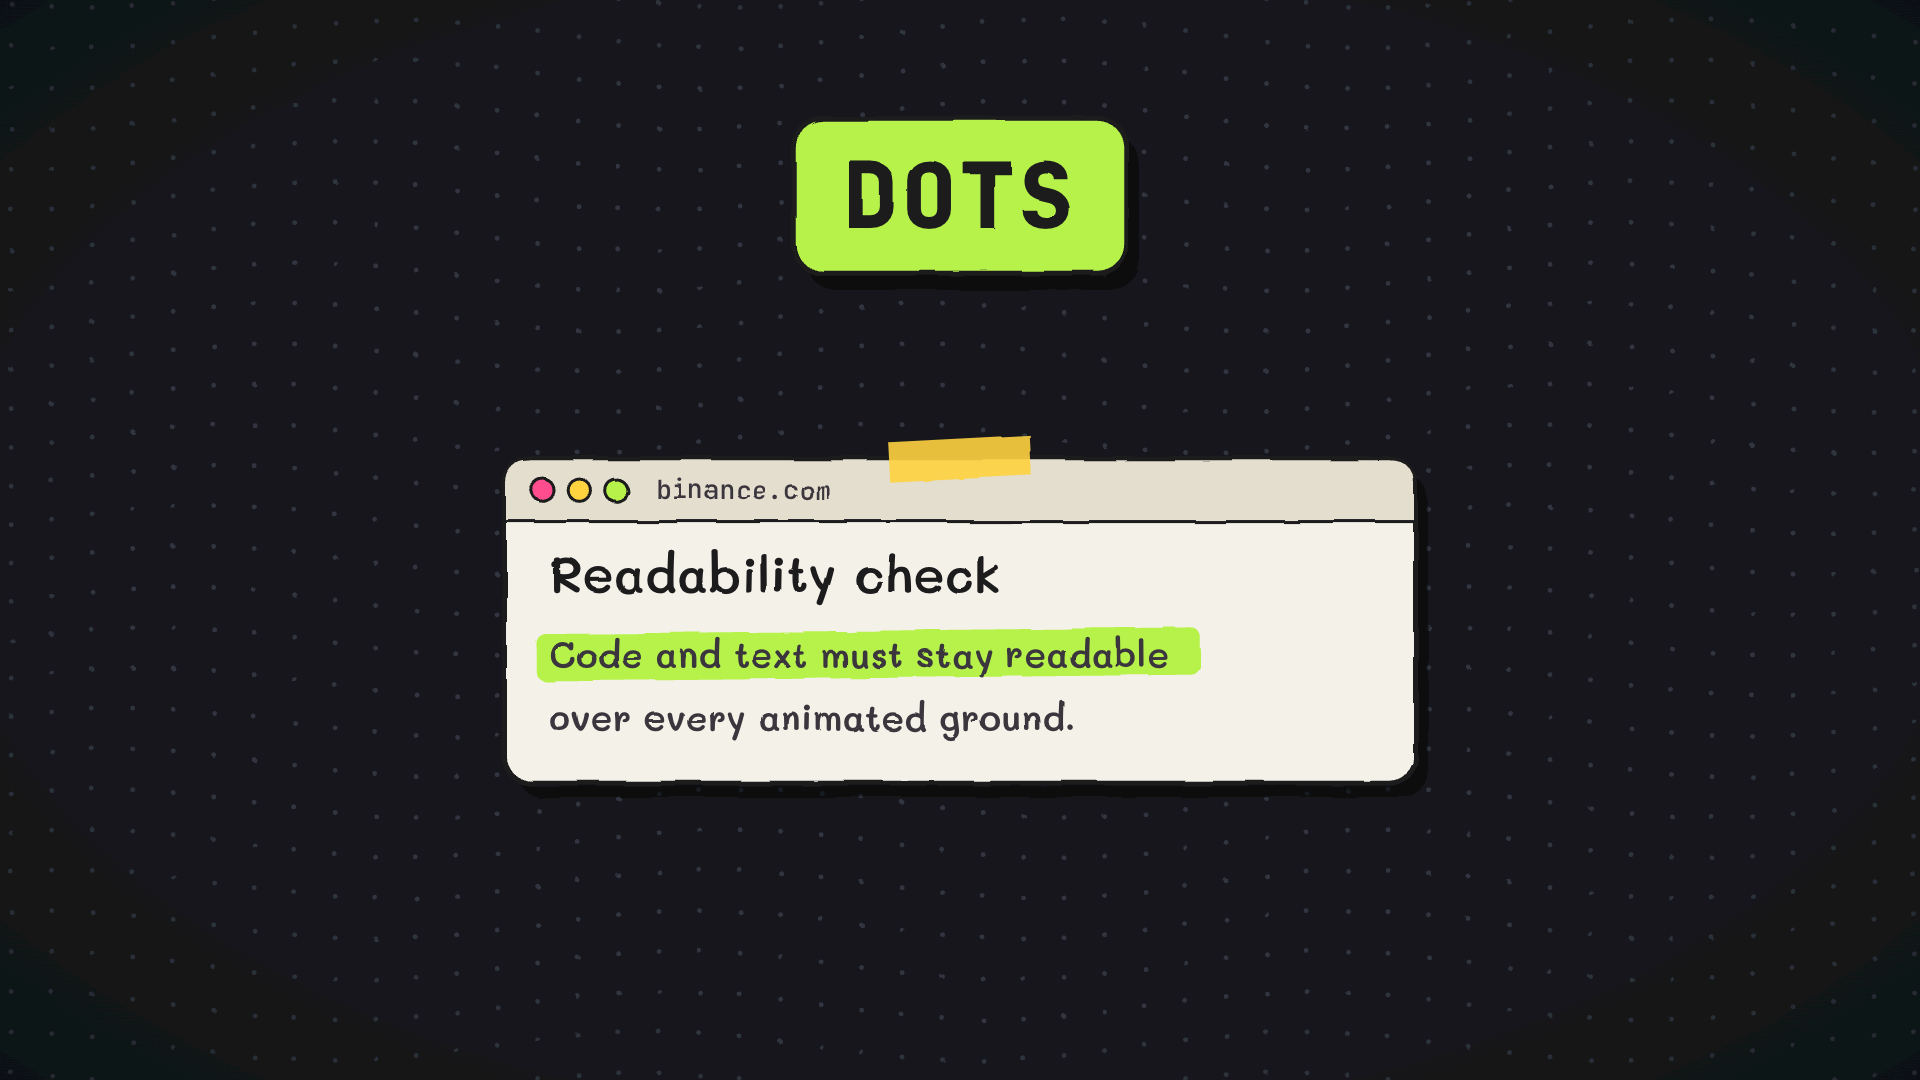 DOTS
binance.com
Readability check
Code and text must stay readable
over every animated ground.